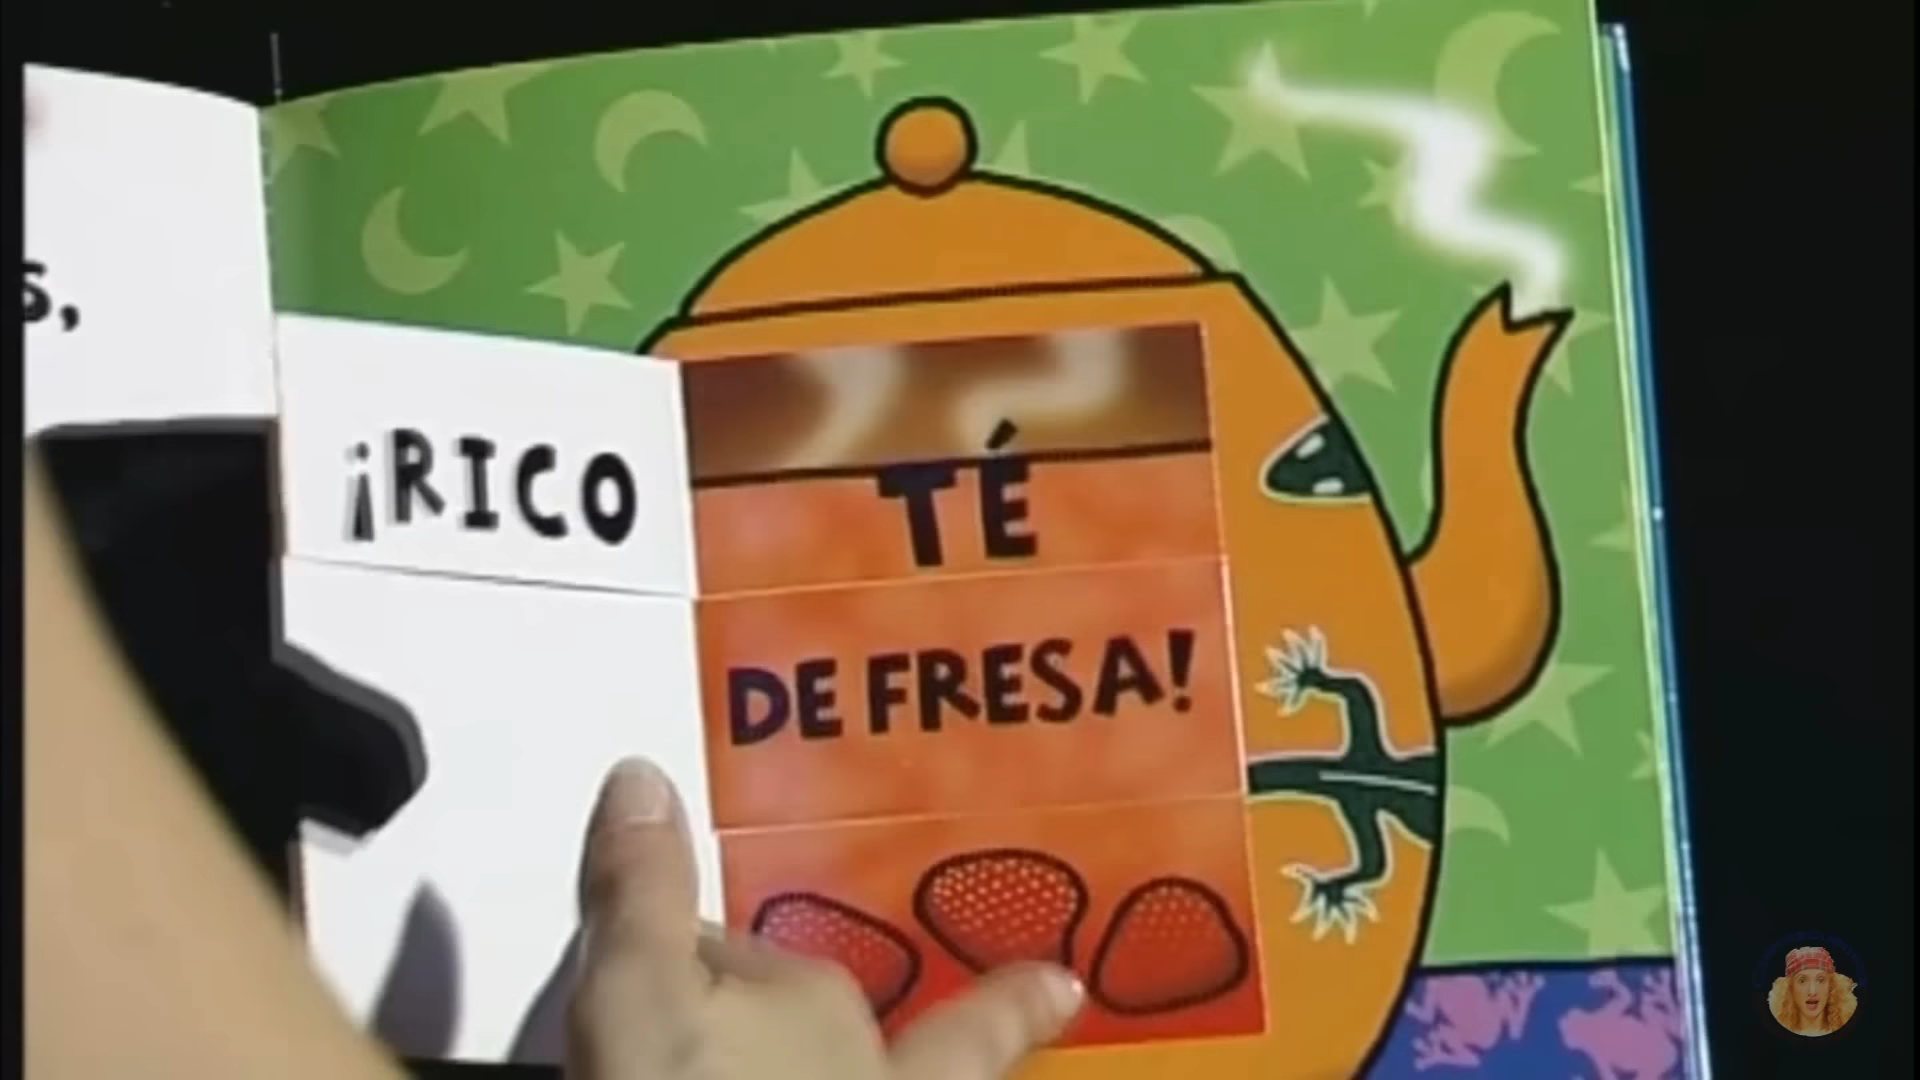 s,
¡RICO
TÉ
DE FRESA!